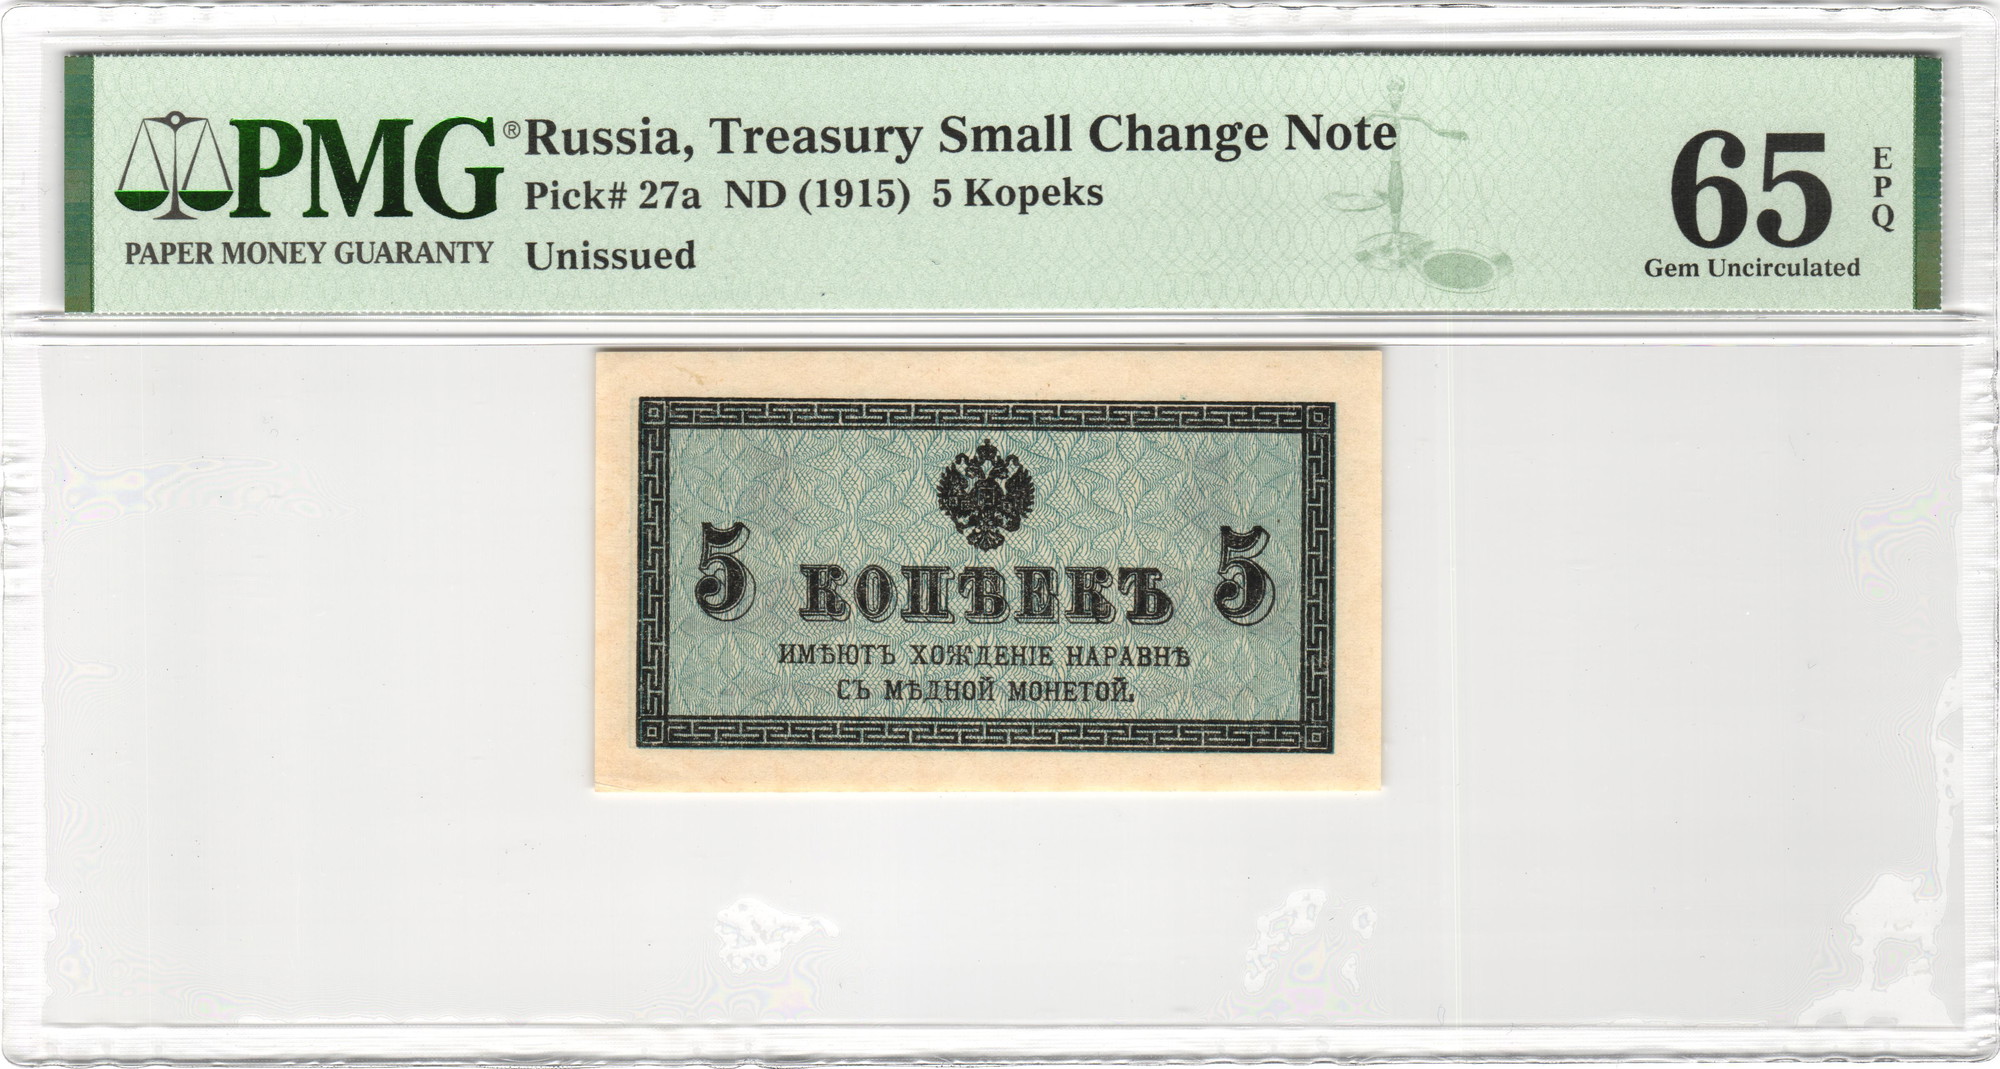 PMG®
PAPER MONEY GUARANTY
Russia, Treasury Small Change Note
Pick# 27a ND (1915) 5 Kopeks
Unissued
65
EPQ
Gem Uncirculated
5 КОПѢЕКЪ 5
ИМѢЮТЪ ХОЖДЕНІЕ НАРАВНѢ
СЪ МѢДНОЙ МОНЕТОЙ.